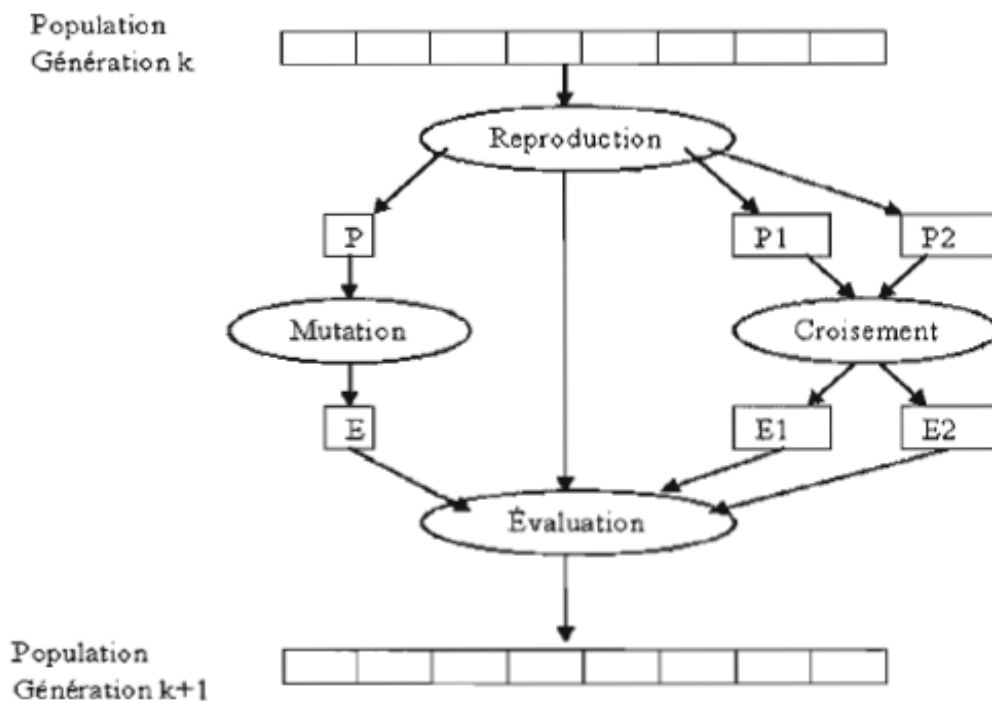 Population
Génération k
Reproduction
P
P1
P2
Mutation
Croisement
E
E1
E2
Évaluation
Population
Génération k+1